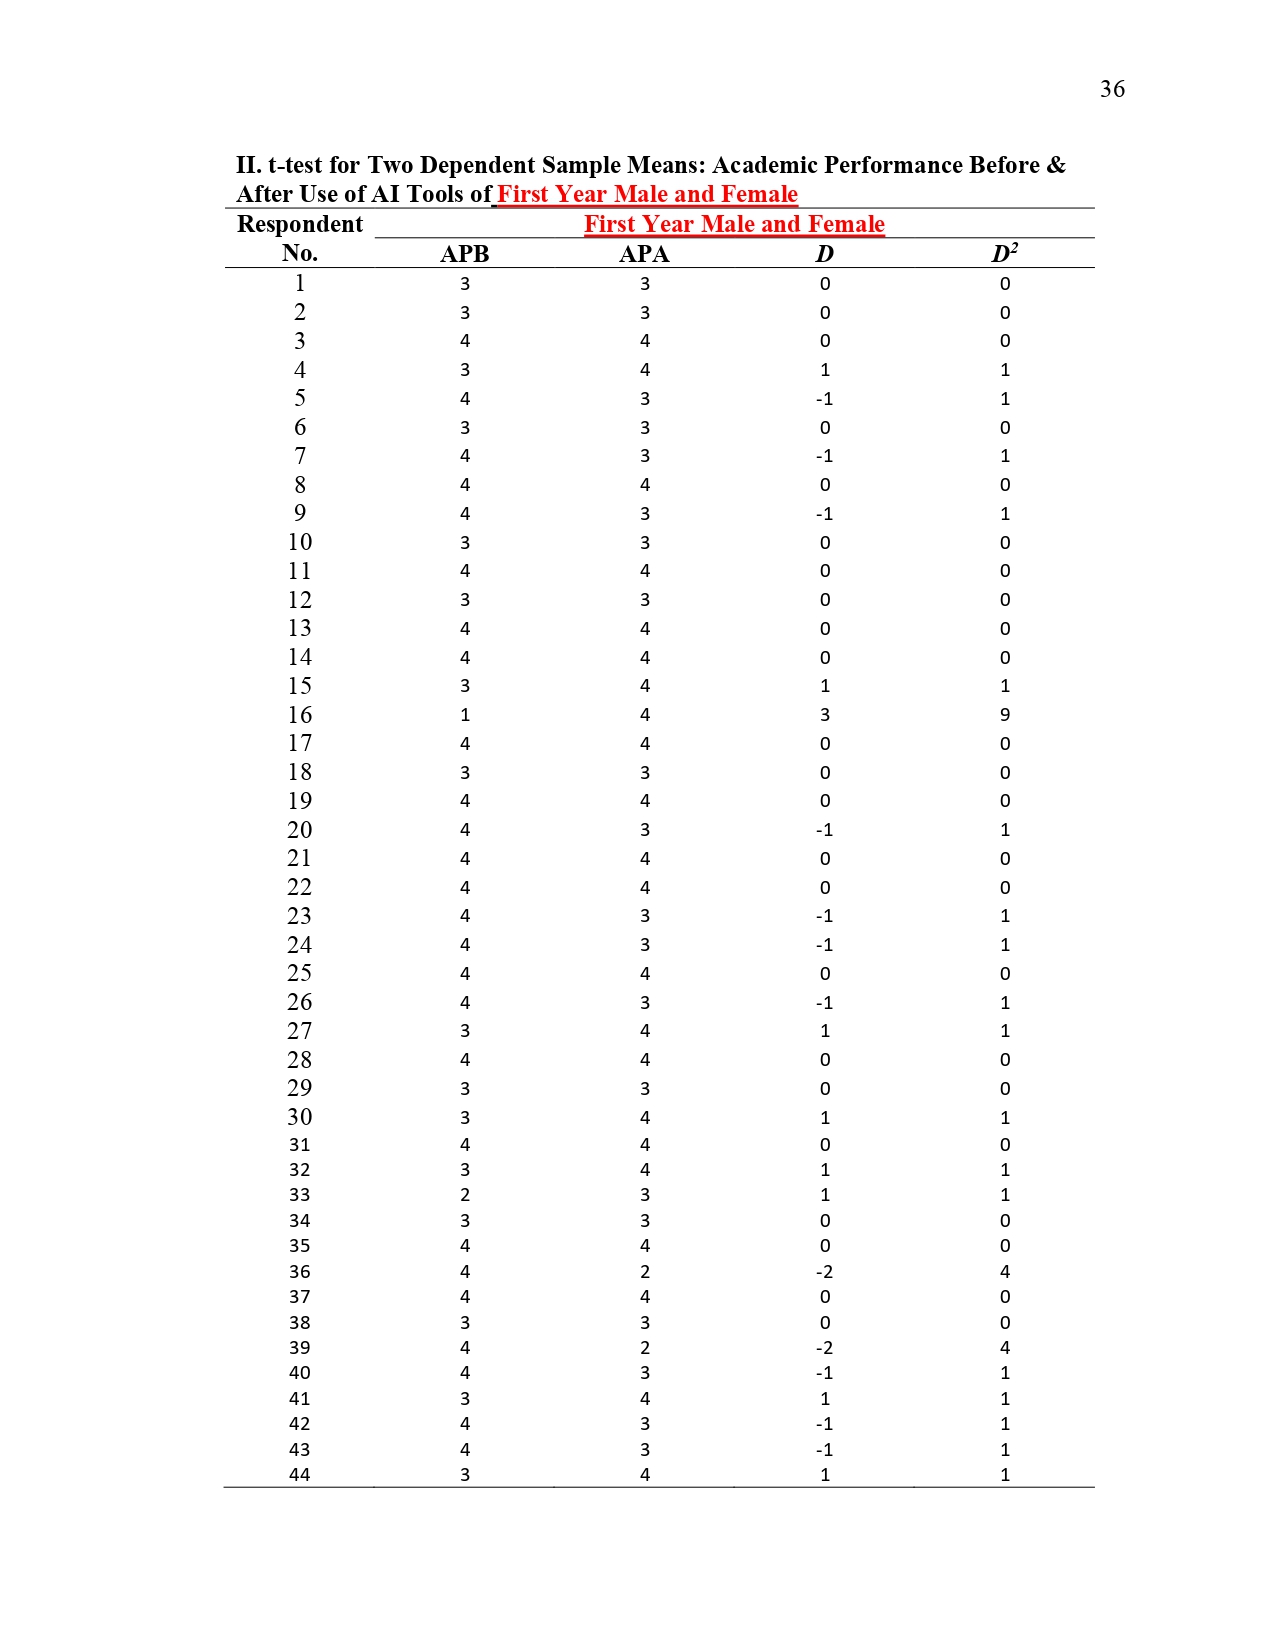 36
II. t-test for Two Dependent Sample Means: Academic Performance Before &
After Use of AI Tools of First Year Male and Female
Respondent No. First Year Male and Female
APB APA D D²
1 3 3 0 0
2 3 3 0 0
3 4 4 0 0
4 3 4 1 1
5 4 3 -1 1
6 3 3 0 0
7 4 3 -1 1
8 4 4 0 0
9 4 3 -1 1
10 3 3 0 0
11 4 4 0 0
12 3 3 0 0
13 4 4 0 0
14 4 4 0 0
15 3 4 1 1
16 1 4 3 9
17 4 4 0 0
18 3 3 0 0
19 4 4 0 0
20 4 3 -1 1
21 4 4 0 0
22 4 4 0 0
23 4 3 -1 1
24 4 3 -1 1
25 4 4 0 0
26 4 3 -1 1
27 3 4 1 1
28 4 4 0 0
29 3 3 0 0
30 3 4 1 1
31 4 4 0 0
32 3 4 1 1
33 2 3 1 1
34 3 3 0 0
35 4 4 0 0
36 4 2 -2 4
37 4 4 0 0
38 3 3 0 0
39 4 2 -2 4
40 4 3 -1 1
41 3 4 1 1
42 4 3 -1 1
43 4 3 -1 1
44 3 4 1 1